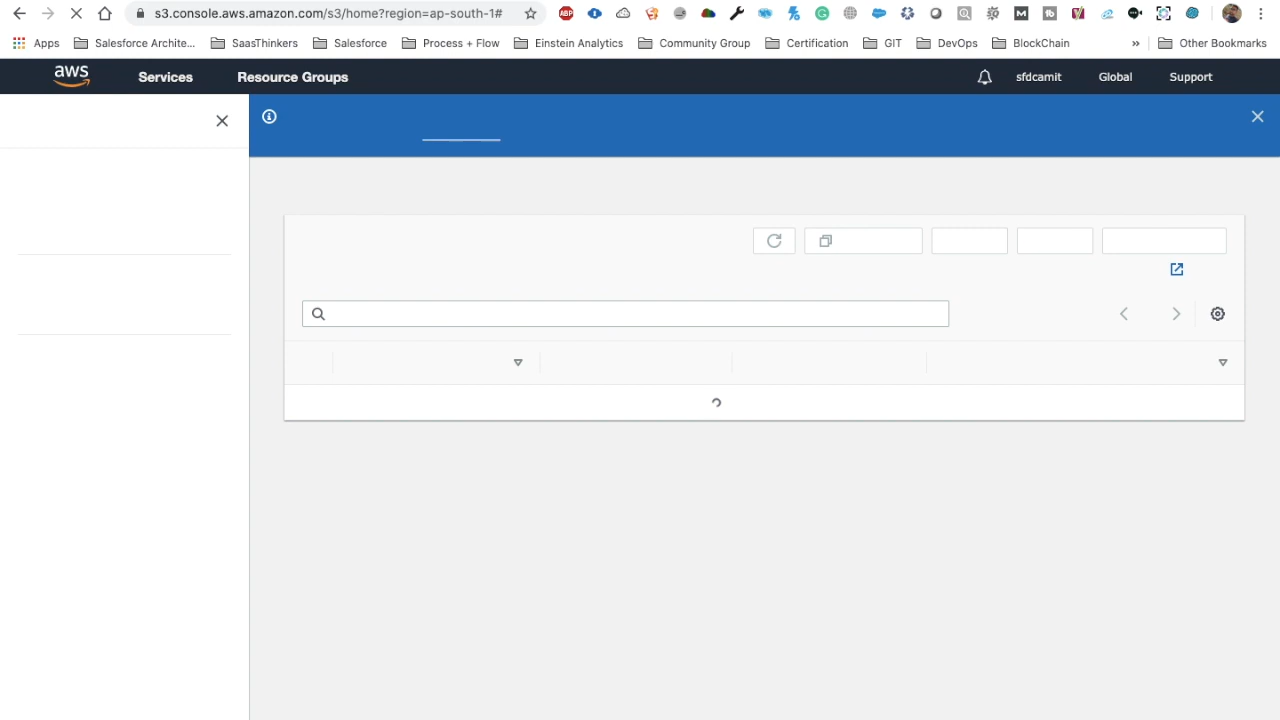 s3.console.aws.amazon.com/s3/home?region=ap-south-1#
ABP
Apps Salesforce Archite... SaasThinkers Salesforce Process + Flow Einstein Analytics Community Group Certification GIT DevOps BlockChain » Other Bookmarks
aws Services Resource Groups sfdcamit Global Support